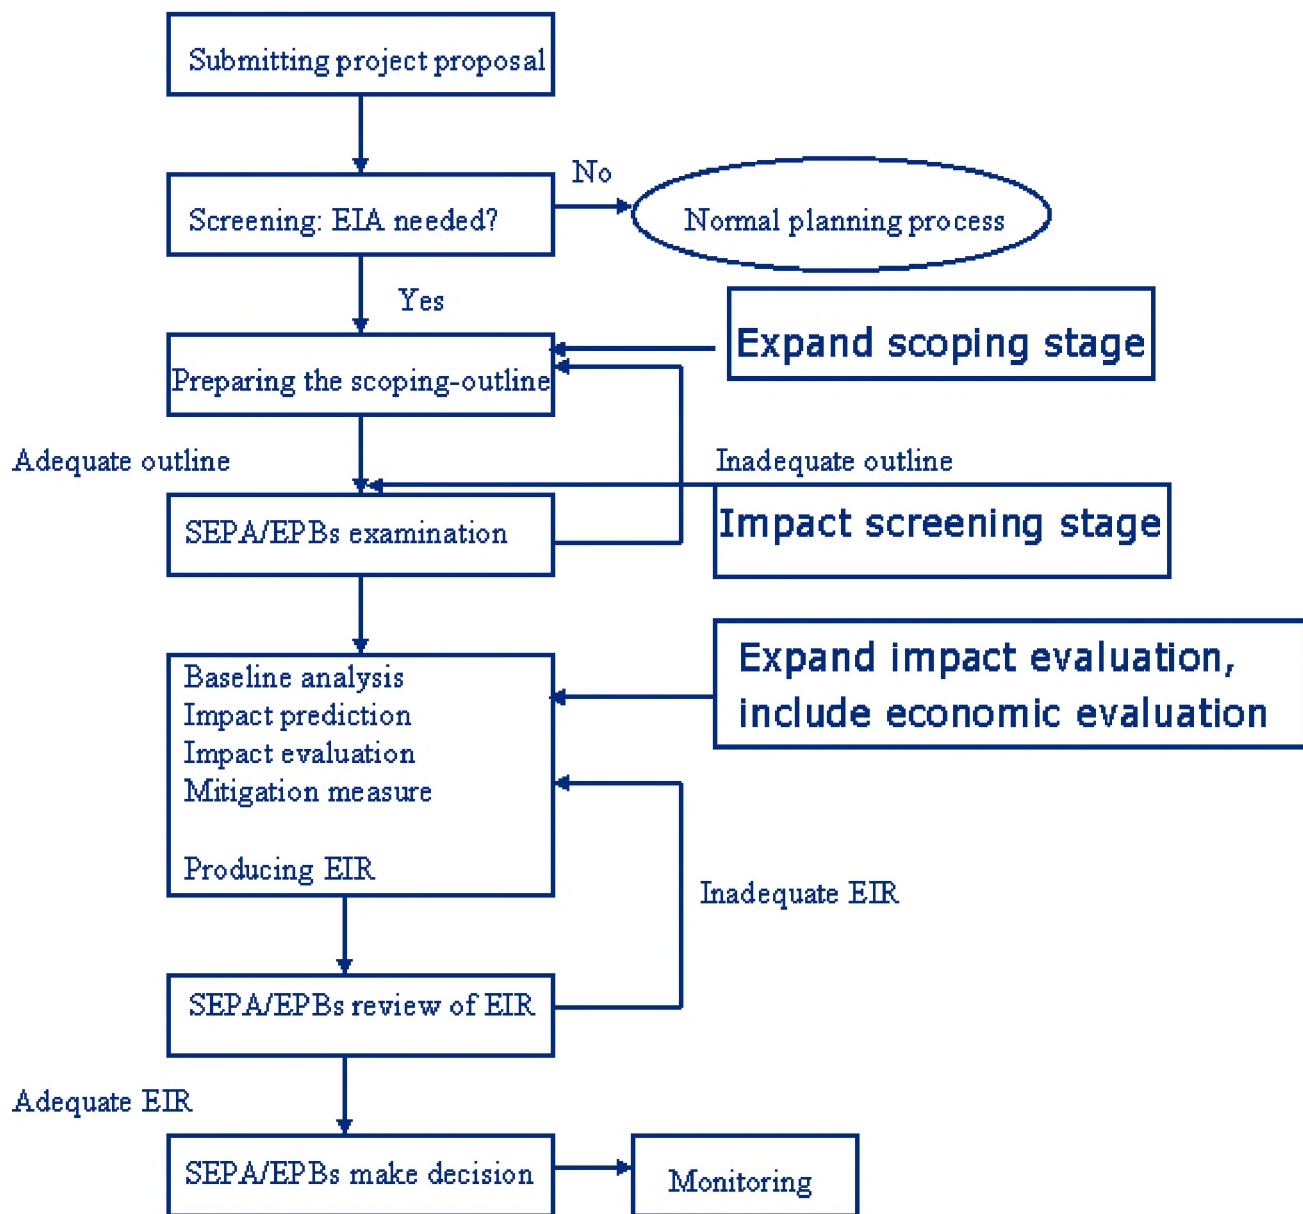 Submitting project proposal
No
Screening: EIA needed?
Normal planning process
Yes
Expand scoping stage
Preparing the scoping-outline
Adequate outline
Inadequate outline
SEPA/EPBs examination
Impact screening stage
Expand impact evaluation,
include economic evaluation
Baseline analysis
Impact prediction
Impact evaluation
Mitigation measure
Producing EIR
Inadequate EIR
SEPA/EPBs review of EIR
Adequate EIR
SEPA/EPBs make decision
Monitoring